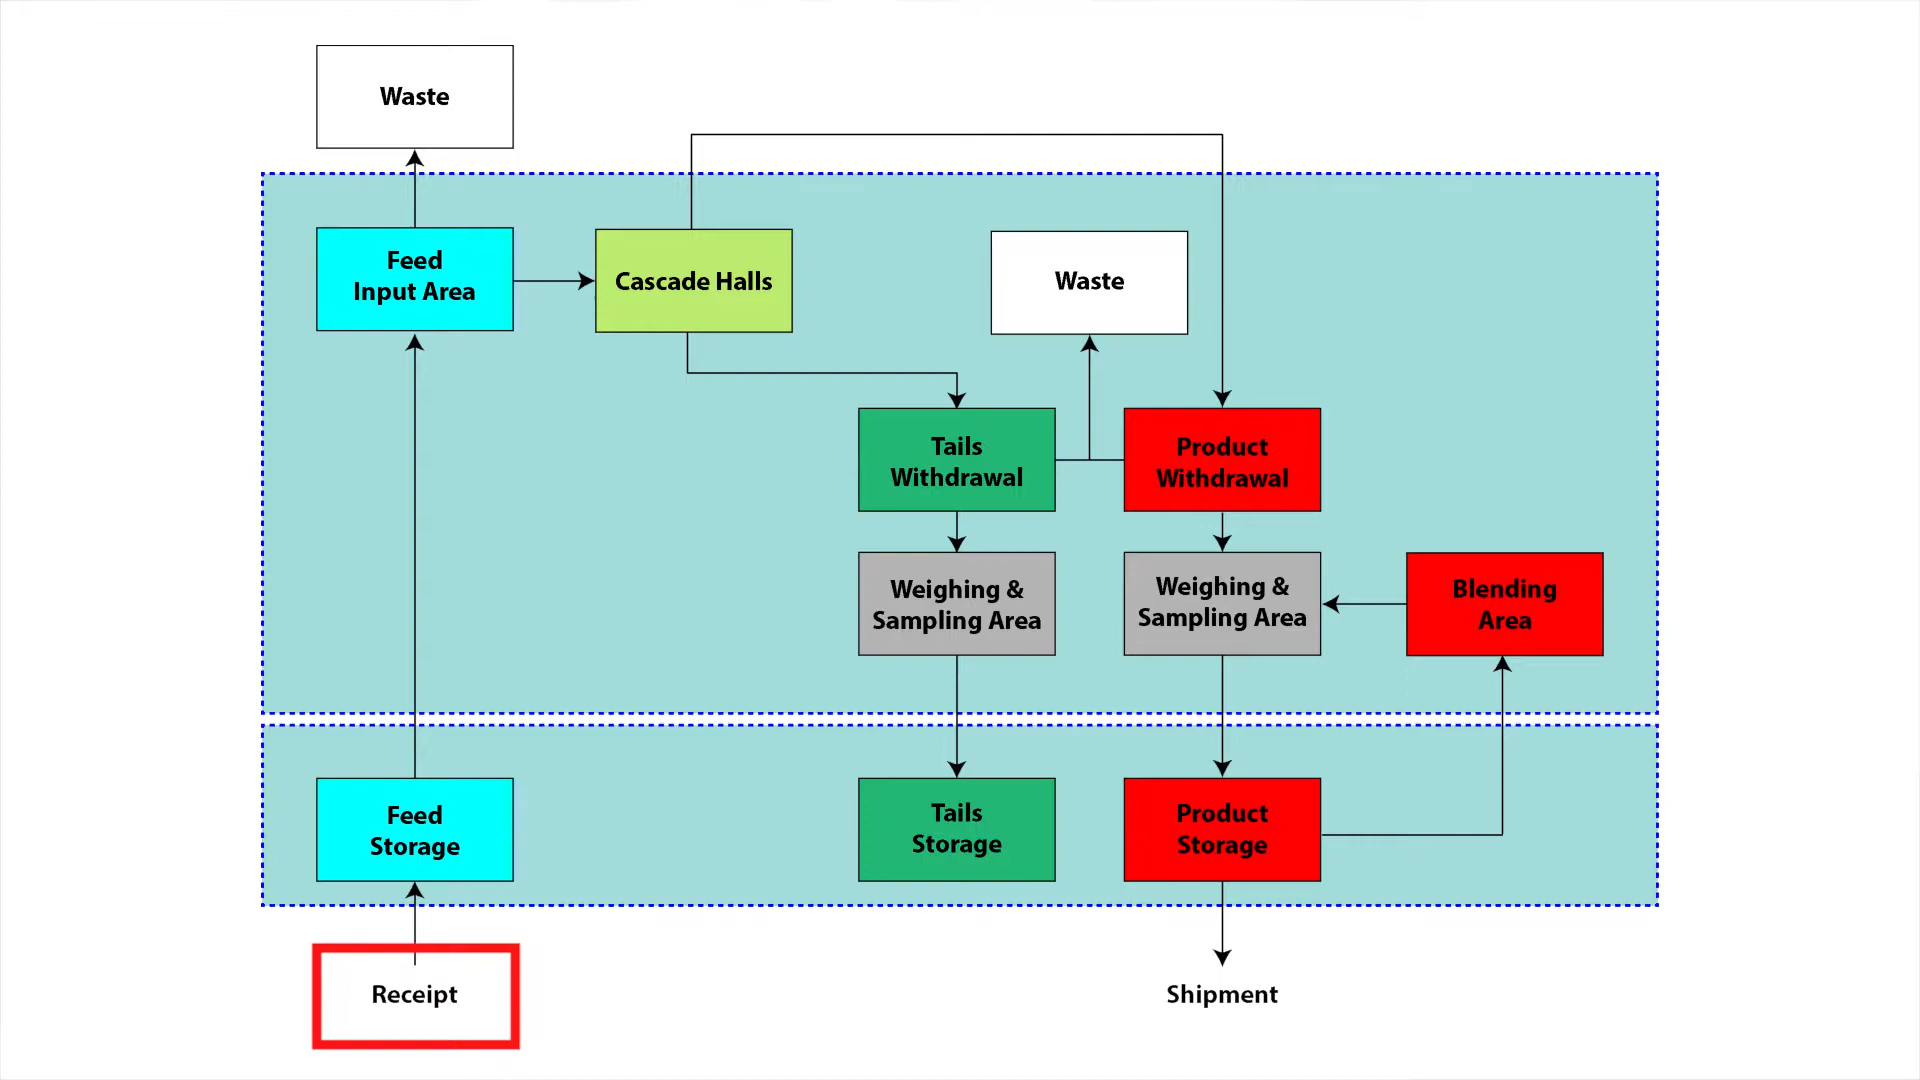 Waste
Feed
Input Area
Cascade Halls
Waste
Tails
Withdrawal
Product
Withdrawal
Weighing &
Sampling Area
Weighing &
Sampling Area
Blending
Area
Feed
Storage
Tails
Storage
Product
Storage
Receipt
Shipment